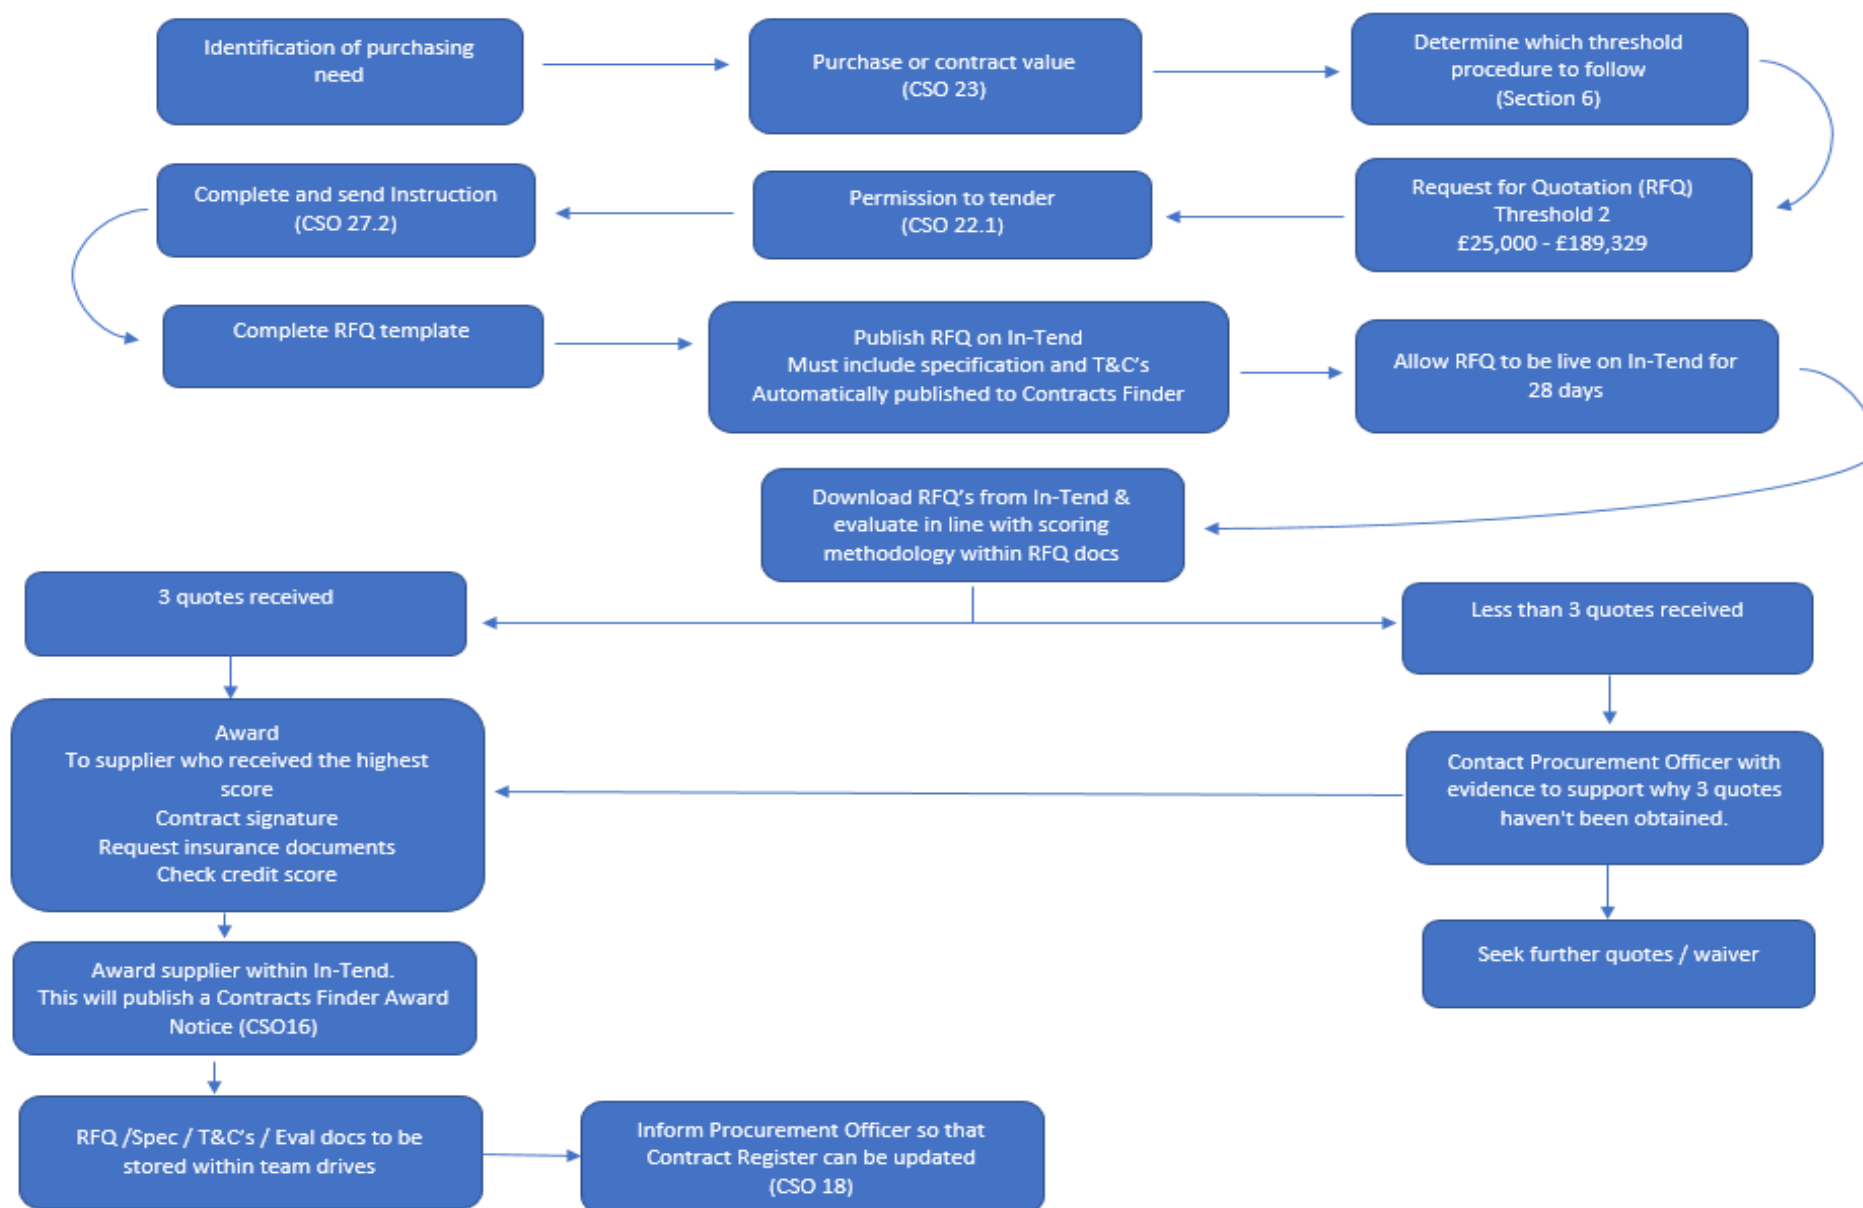 Identification of purchasing
need
Purchase or contract value
(CSO 23)
Determine which threshold
procedure to follow
(Section 6)
Request for Quotation (RFQ)
Threshold 2
£25,000 - £189,329
Permission to tender
(CSO 22.1)
Complete and send Instruction
(CSO 27.2)
Complete RFQ template
Publish RFQ on In-Tend
Must include specification and T&C's
Automatically published to Contracts Finder
Allow RFQ to be live on In-Tend for
28 days
Download RFQ's from In-Tend &
evaluate in line with scoring
methodology within RFQ docs
3 quotes received
Less than 3 quotes received
Award
To supplier who received the highest
score
Contract signature
Request insurance documents
Check credit score
Contact Procurement Officer with
evidence to support why 3 quotes
haven't been obtained.
Seek further quotes / waiver
Award supplier within In-Tend.
This will publish a Contracts Finder Award
Notice (CSO16)
RFQ /Spec / T&C's / Eval docs to be
stored within team drives
Inform Procurement Officer so that
Contract Register can be updated
(CSO 18)